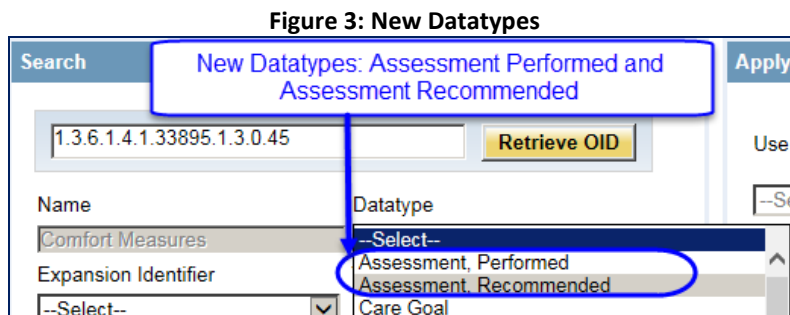 Figure 3: New Datatypes
Search
New Datatypes: Assessment Performed and
Assessment Recommended
Apply
1.3.6.1.4.1.33895.1.3.0.45
Retrieve OID
Use
--Se
Name
Datatype
Comfort Measures
--Select--
Assessment, Performed
Expansion Identifier
Assessment, Recommended
--Select--
Care Goal